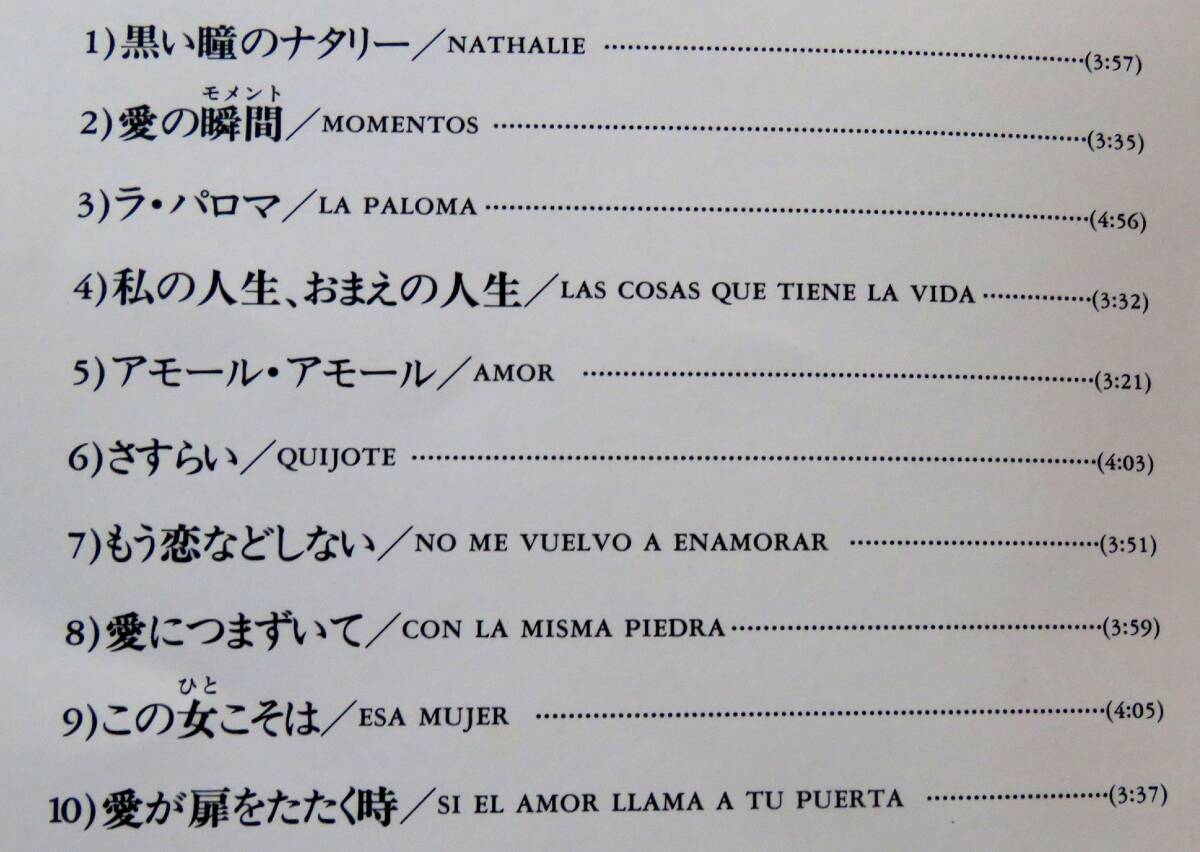 1)黒い瞳のナタリー／NATHALIE ……………(3:57)
モメント
2)愛の瞬間／MOMENTOS ……………(3:35)
3)ラ・パロマ／LA PALOMA ……………(4:56)
4)私の人生、おまえの人生／LAS COSAS QUE TIENE LA VIDA ……………(3:32)
5)アモール・アモール／AMOR ……………(3:21)
6)さすらい／QUIJOTE ……………(4:03)
7)もう恋などしない／NO ME VUELVO A ENAMORAR ……………(3:51)
8)愛につまずいて／CON LA MISMA PIEDRA ……………(3:59)
ひと
9)この女こそは／ESA MUJER ……………(4:05)
10)愛が扉をたたく時／SI EL AMOR LLAMA A TU PUERTA ……………(3:37)